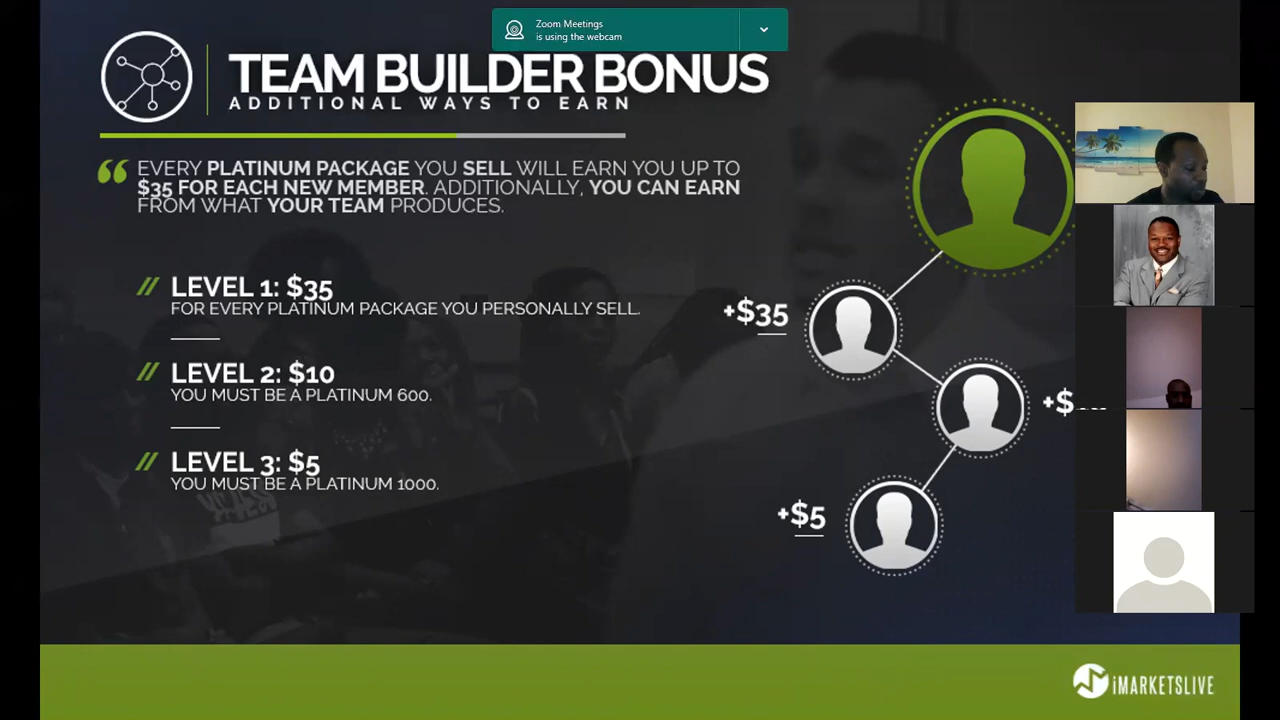 Zoom Meetings
is using the webcam
TEAM BUILDER BONUS
ADDITIONAL WAYS TO EARN
“ EVERY PLATINUM PACKAGE YOU SELL WILL EARN YOU UP TO
$35 FOR EACH NEW MEMBER. ADDITIONALLY, YOU CAN EARN
FROM WHAT YOUR TEAM PRODUCES.
// LEVEL 1: $35
FOR EVERY PLATINUM PACKAGE YOU PERSONALLY SELL.
// LEVEL 2: $10
YOU MUST BE A PLATINUM 600.
// LEVEL 3: $5
YOU MUST BE A PLATINUM 1000.
+$35
+$
+$5
iMARKETSLIVE